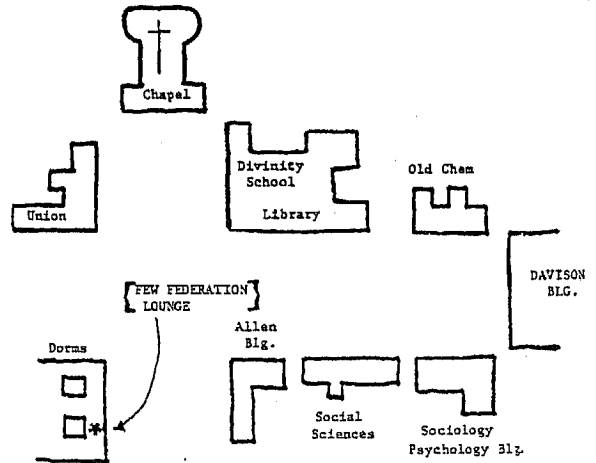 Chapel
Divinity
School
Library
Old Chem
Union
DAVISON
BLG.
FEW FEDERATION
LOUNGE
Allen
Blg.
Dorms
Social
Sciences
Sociology
Psychology Blg.